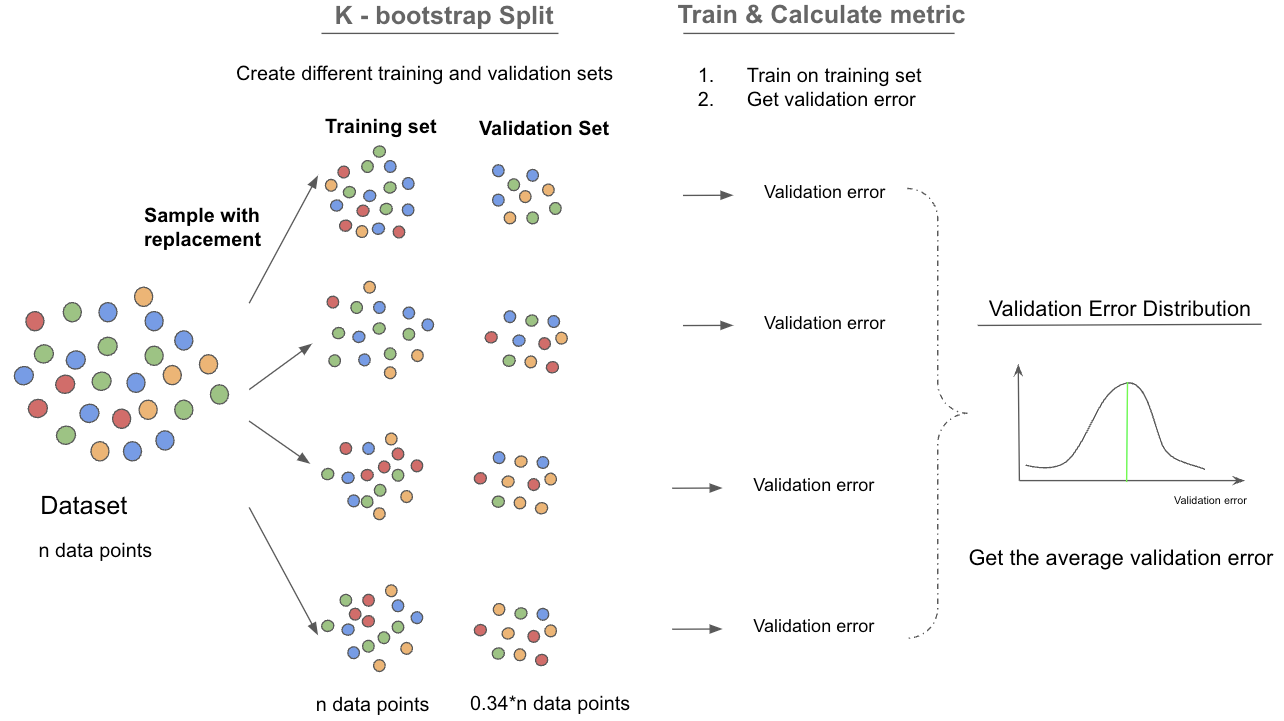 K - bootstrap Split
Train & Calculate metric
Create different training and validation sets
1. Train on training set
2. Get validation error
Training set
Validation Set
Sample with
replacement
Validation error
Validation error
Validation error
Validation error
Validation Error Distribution
Validation error
Get the average validation error
Dataset
n data points
n data points
0.34*n data points